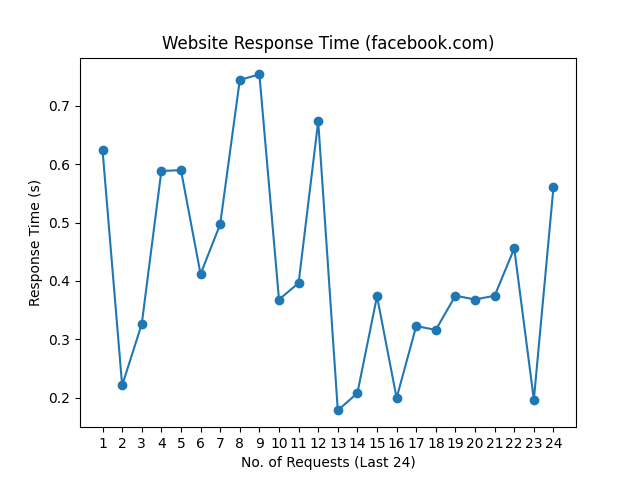 Website Response Time (facebook.com)
Response Time (s)
0.7
0.6
0.5
0.4
0.3
0.2
1 2 3 4 5 6 7 8 9 10 11 12 13 14 15 16 17 18 19 20 21 22 23 24
No. of Requests (Last 24)